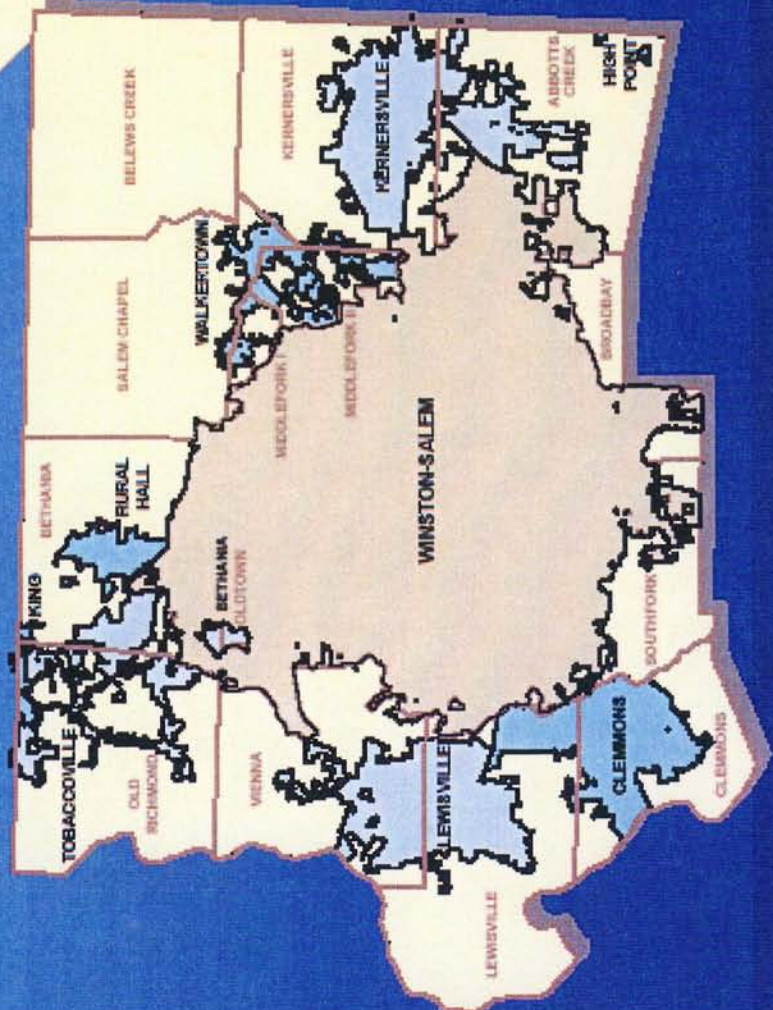 KING
TOBACCOVILLE
BETHANIA
RURAL
HALL
OLD
RICHMOND
SALEM CHAPEL
BELEWS CREEK
BETHANIA
OLDTOWN
VIENNA
WALKERTOWN
MIDDLEFORK I
MIDDLEFORK II
KERNERSVILLE
KERNERSVILLE
WINSTON-SALEM
LEWISVILLE
LEWISVILLE
CLEMMONS
CLEMMONS
SOUTHFORK
BROADBAY
ABBOTTS
CREEK
HIGH
POINT